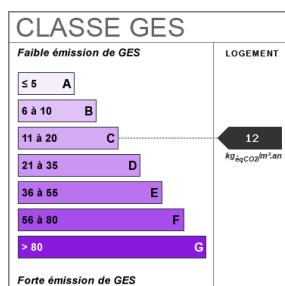 CLASSE GES
Faible émission de GES
LOGEMENT
≤ 5 A
6 à 10 B
11 à 20 C
12
kgéqCO2/m².an
21 à 35 D
36 à 55 E
56 à 80 F
> 80 G
Forte émission de GES